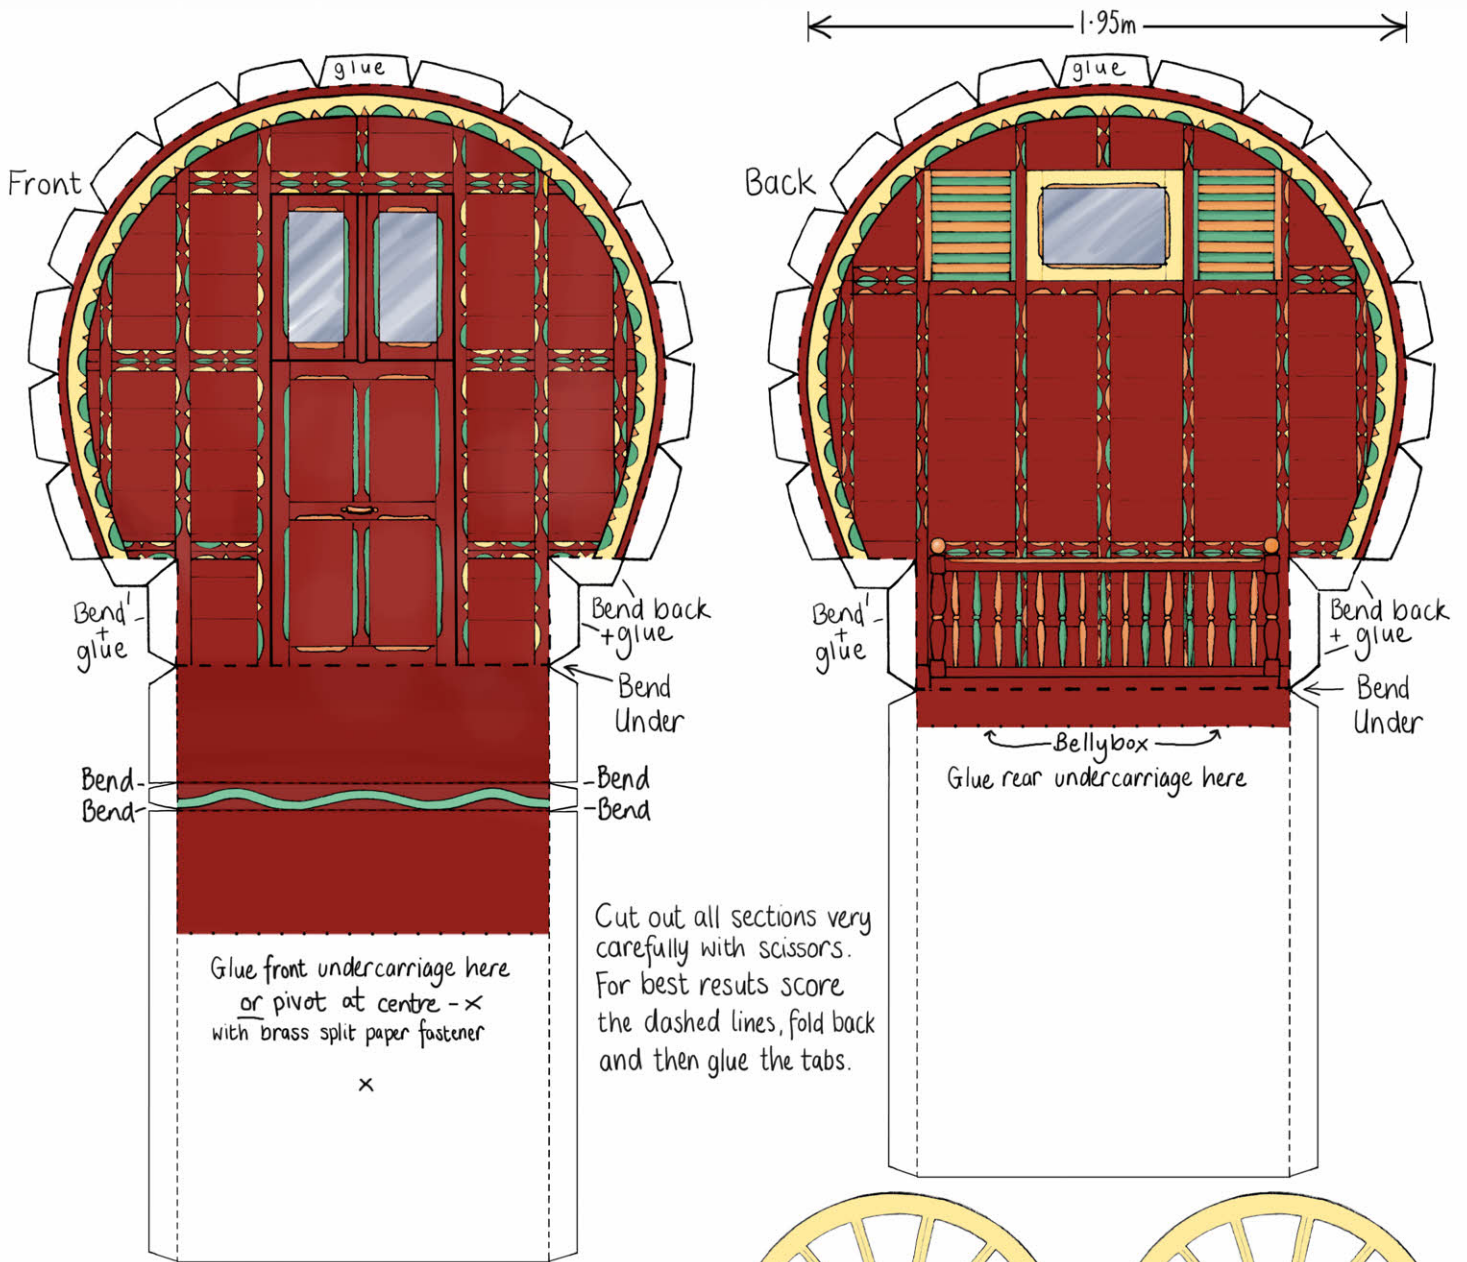 1·95m
glue
glue
Front
Back
Bend
+
glue
Bend back
+ glue
Bend
Under
Bend
+
glue
Bend back
+ glue
Bend
Under
Bellybox
Glue rear undercarriage here
Bend
Bend
Bend
Bend
Glue front undercarriage here
or pivot at centre - x
with brass split paper fastener
x
Cut out all sections very
carefully with scissors.
For best resuts score
the dashed lines, fold back
and then glue the tabs.